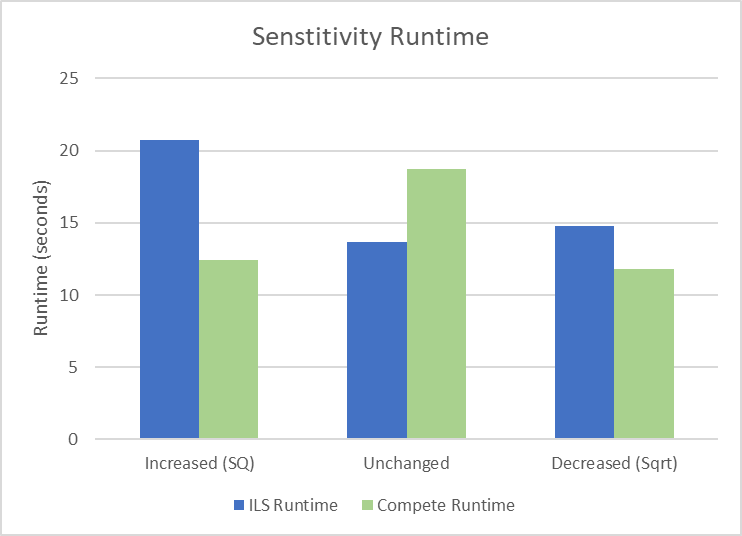 Senstitivity Runtime
25
20
15
10
5
0
Runtime (seconds)
Increased (SQ) Unchanged Decreased (Sqrt)
ILS Runtime Compete Runtime